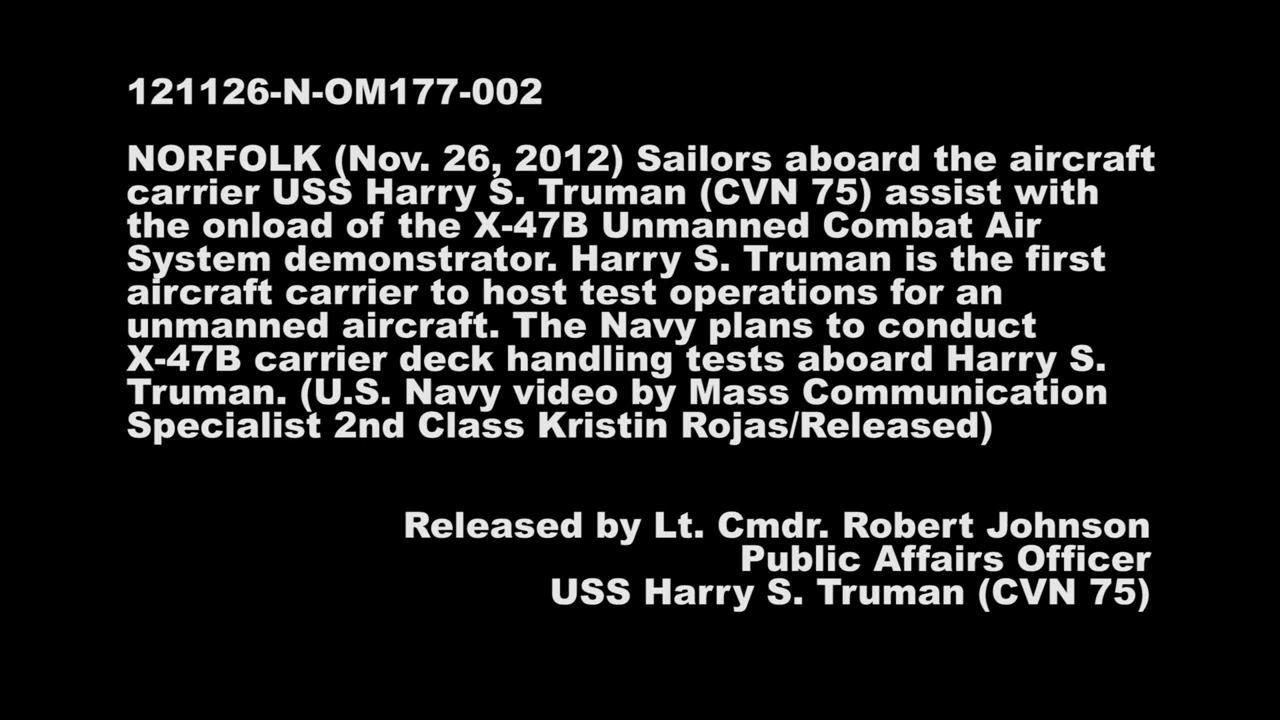 121126-N-OM177-002
NORFOLK (Nov. 26, 2012) Sailors aboard the aircraft
carrier USS Harry S. Truman (CVN 75) assist with
the onload of the X-47B Unmanned Combat Air
System demonstrator. Harry S. Truman is the first
aircraft carrier to host test operations for an
unmanned aircraft. The Navy plans to conduct
X-47B carrier deck handling tests aboard Harry S.
Truman. (U.S. Navy video by Mass Communication
Specialist 2nd Class Kristin Rojas/Released)
Released by Lt. Cmdr. Robert Johnson
Public Affairs Officer
USS Harry S. Truman (CVN 75)